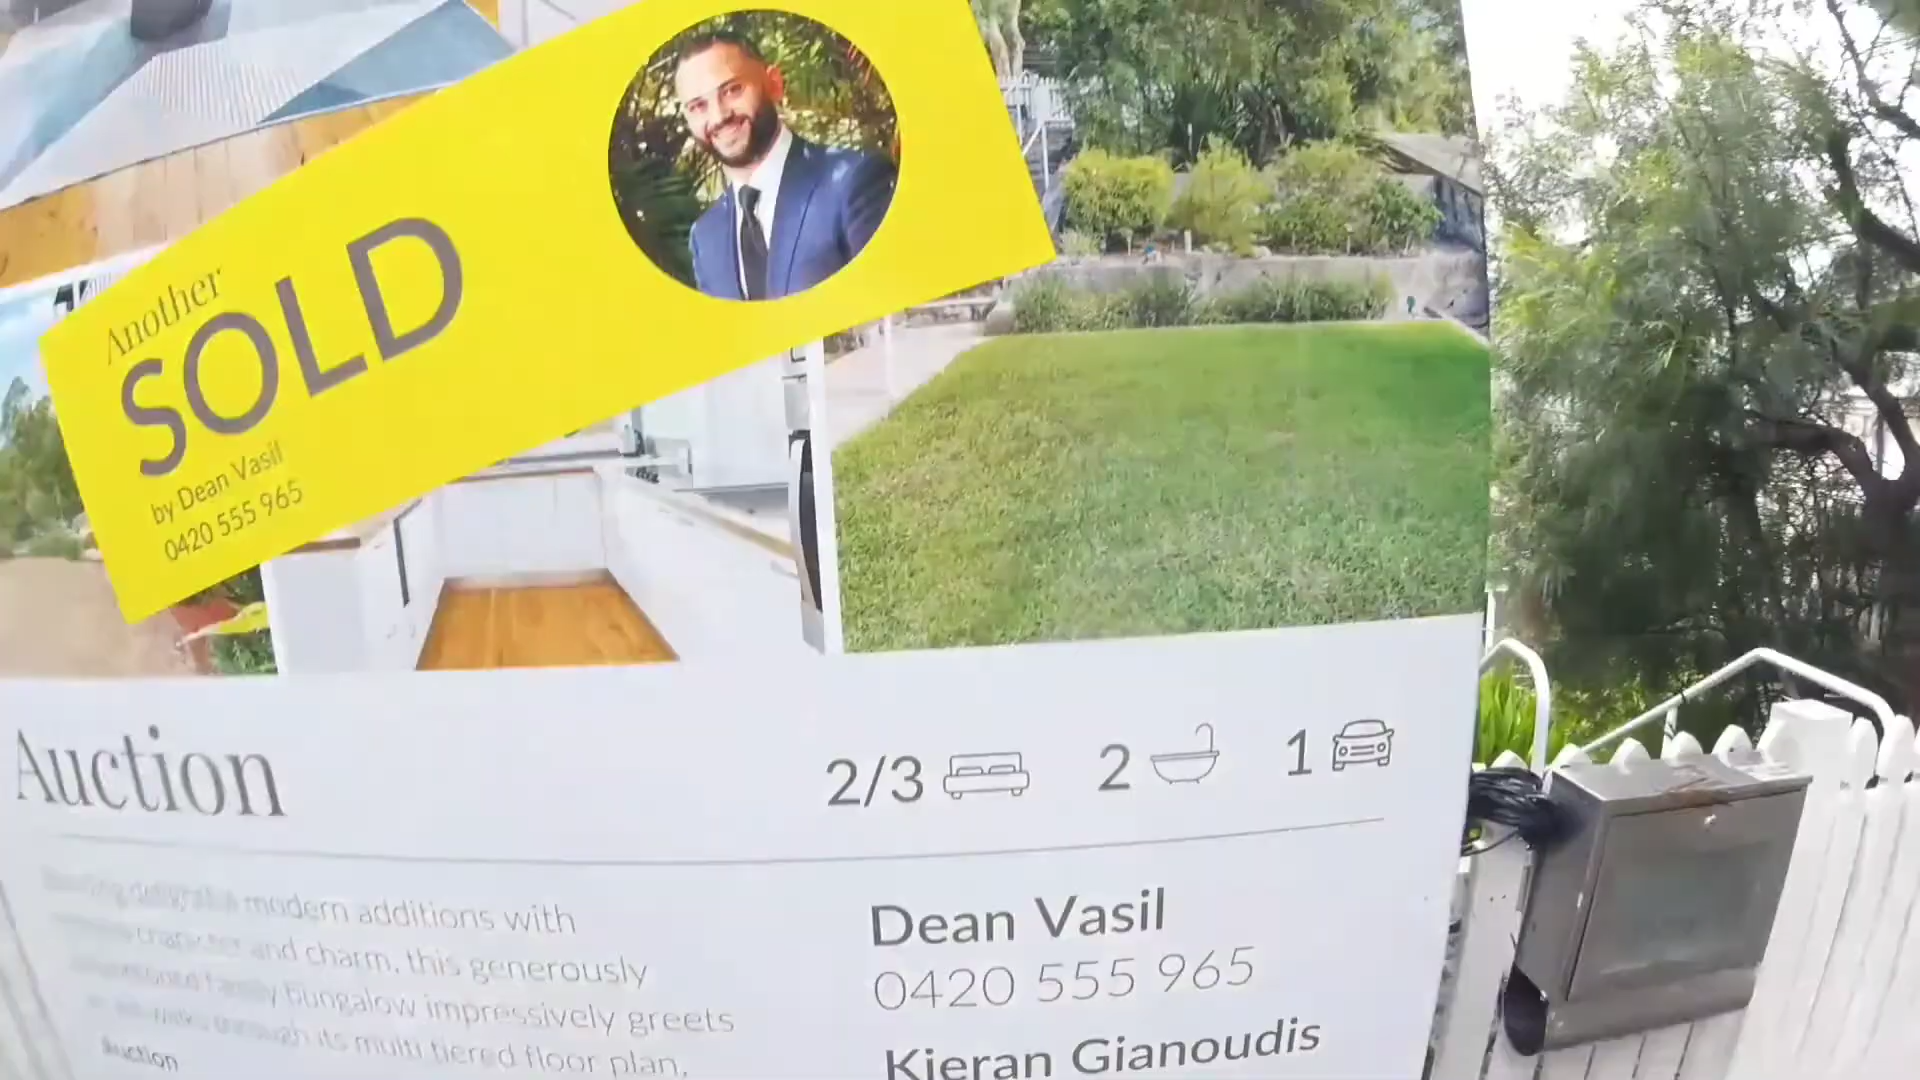 Another
SOLD
by Dean Vasil
0420 555 965
Auction
2/3
2
1
modern additions with
character and charm, this generously
family bungalow impressively greets
through its multi tiered floor plan.
Auction
Dean Vasil
0420 555 965
Kieran Gianoudis